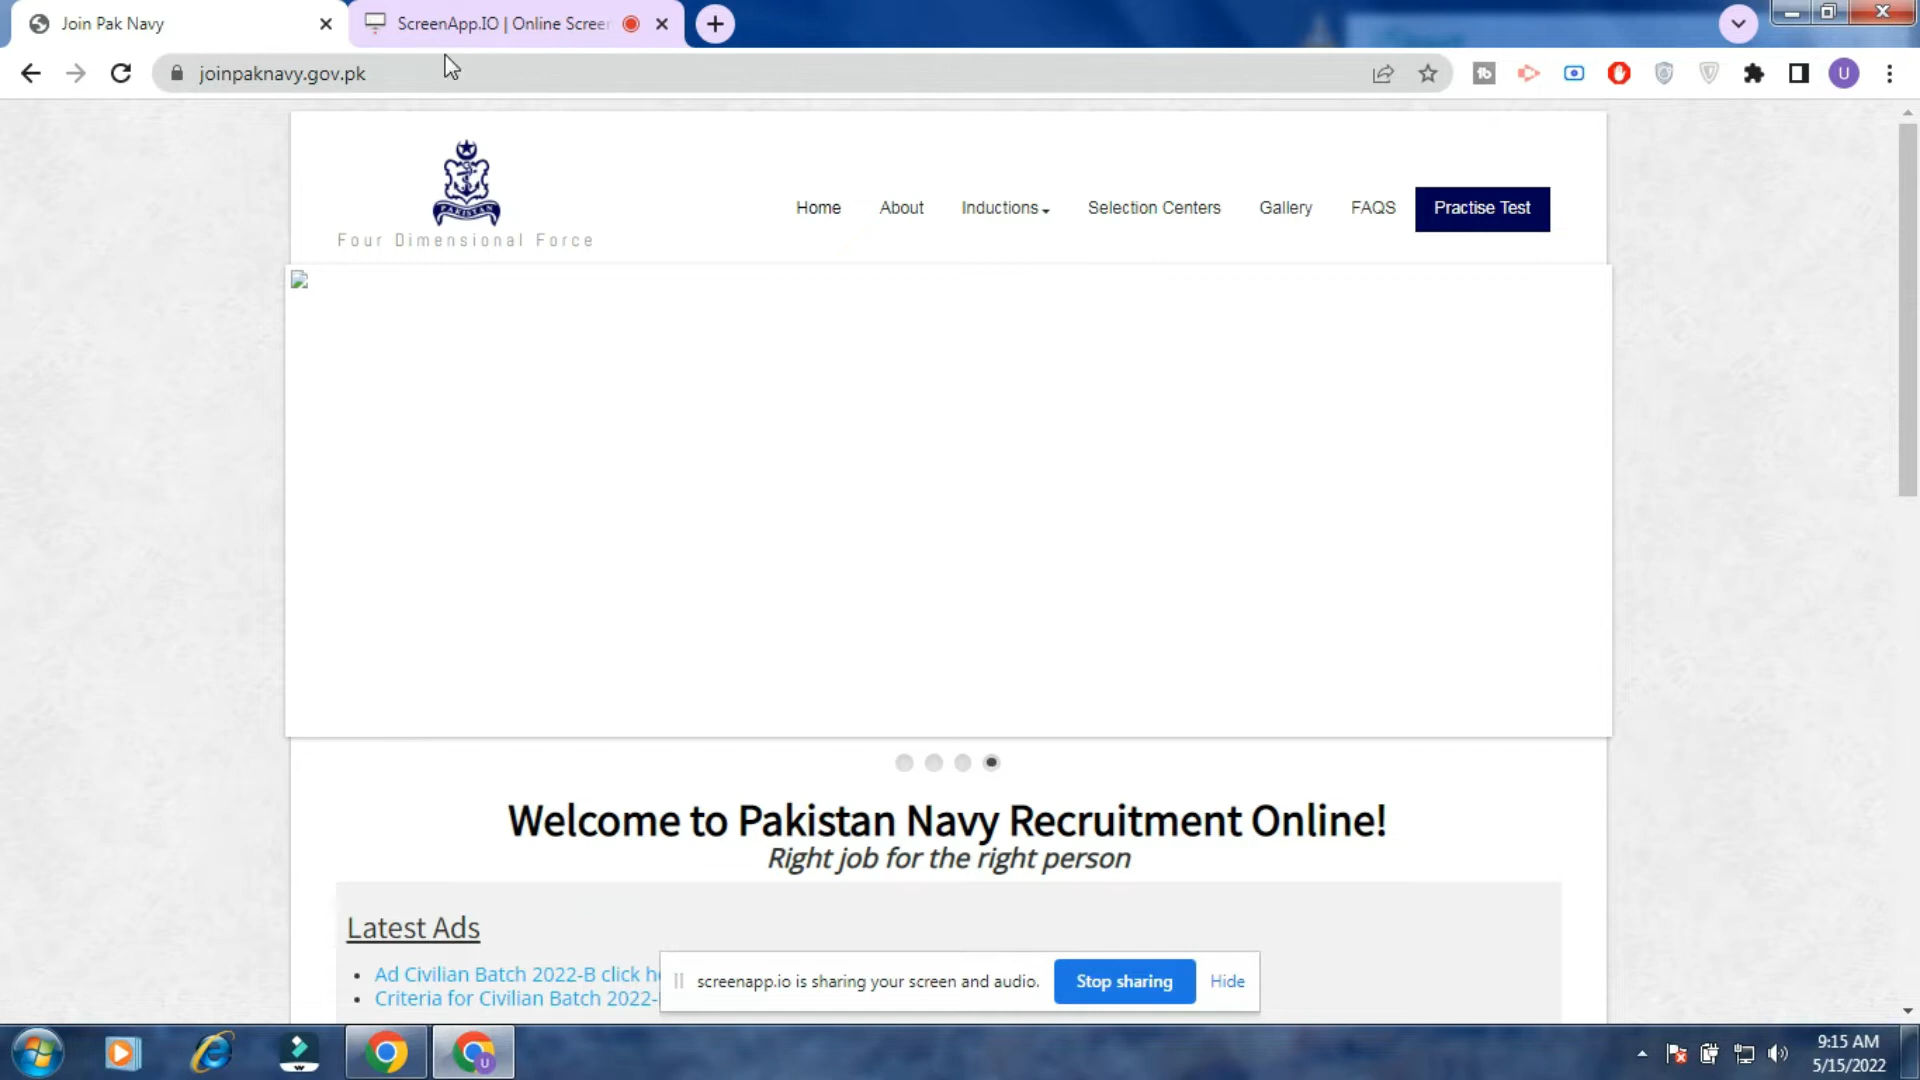 Join Pak Navy
ScreenApp.IO | Online Screen
joinpaknavy.gov.pk
U
PAKISTAN
Four Dimensional Force
Home
About
Inductions
Selection Centers
Gallery
FAQS
Practise Test
Welcome to Pakistan Navy Recruitment Online!
Right job for the right person
Latest Ads
Ad Civilian Batch 2022-B click he
Criteria for Civilian Batch 2022-
screenapp.io is sharing your screen and audio.
Stop sharing
Hide
9:15 AM
5/15/2022